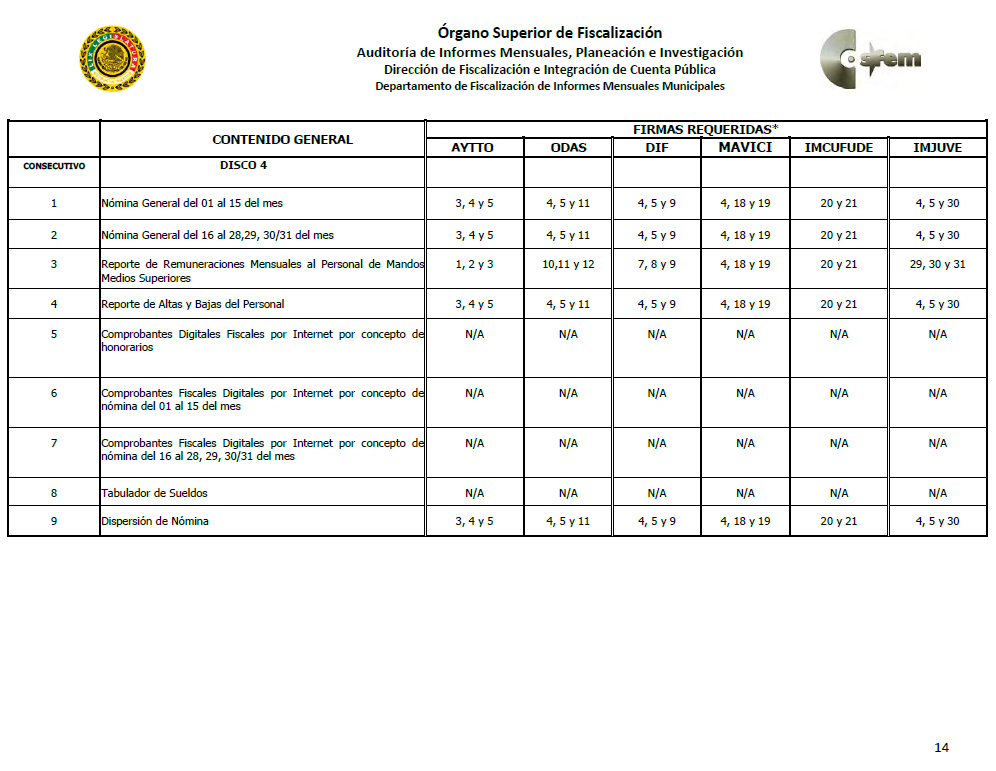 Órgano Superior de Fiscalización
Auditoría de Informes Mensuales, Planeación e Investigación
Dirección de Fiscalización e Integración de Cuenta Pública
Departamento de Fiscalización de Informes Mensuales Municipales
LIX LEGISLATURA
osfem
CONTENIDO GENERAL FIRMAS REQUERIDAS*
AYTTO ODAS DIF MAVICI IMCUFUDE IMJUVE
CONSECUTIVO DISCO 4
1 Nómina General del 01 al 15 del mes 3, 4 y 5 4, 5 y 11 4, 5 y 9 4, 18 y 19 20 y 21 4, 5 y 30
2 Nómina General del 16 al 28,29, 30/31 del mes 3, 4 y 5 4, 5 y 11 4, 5 y 9 4, 18 y 19 20 y 21 4, 5 y 30
3 Reporte de Remuneraciones Mensuales al Personal de Mandos 1, 2 y 3 10,11 y 12 7, 8 y 9 4, 18 y 19 20 y 21 29, 30 y 31
Medios Superiores
4 Reporte de Altas y Bajas del Personal 3, 4 y 5 4, 5 y 11 4, 5 y 9 4, 18 y 19 20 y 21 4, 5 y 30
5 Comprobantes Digitales Fiscales por Internet por concepto de N/A N/A N/A N/A N/A N/A
honorarios
6 Comprobantes Fiscales Digitales por Internet por concepto de N/A N/A N/A N/A N/A N/A
nómina del 01 al 15 del mes
7 Comprobantes Fiscales Digitales por Internet por concepto de N/A N/A N/A N/A N/A N/A
nómina del 16 al 28, 29, 30/31 del mes
8 Tabulador de Sueldos N/A N/A N/A N/A N/A N/A
9 Dispersión de Nómina 3, 4 y 5 4, 5 y 11 4, 5 y 9 4, 18 y 19 20 y 21 4, 5 y 30
14